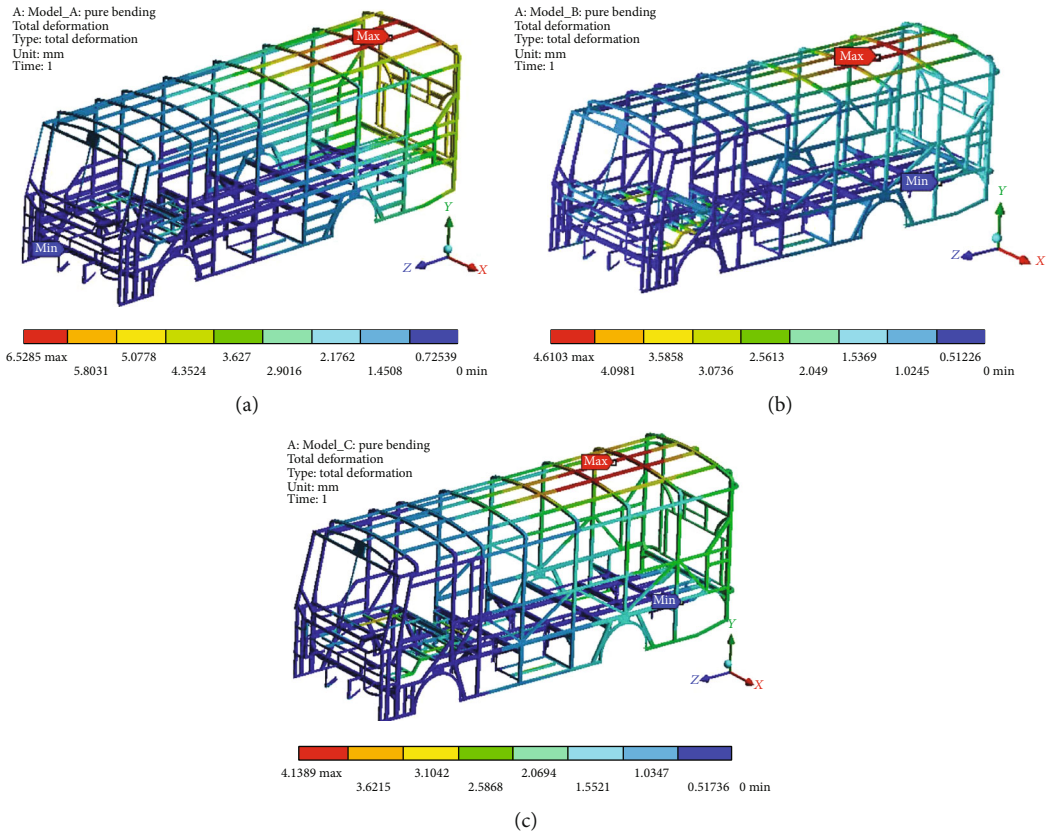 A: Model_A: pure bending
Total deformation
Type: total deformation
Unit: mm
Time: 1
Max
Min
Y
Z
X
6.5285 max 5.0778 3.627 2.1762 0.72539
5.8031 4.3524 2.9016 1.4508 0 min
(a)
A: Model_B: pure bending
Total deformation
Type: total deformation
Unit: mm
Time: 1
Max
Min
Y
Z
X
4.6103 max 3.5858 2.5613 1.5369 0.51226
4.0981 3.0736 2.049 1.0245 0 min
(b)
A: Model_C: pure bending
Total deformation
Type: total deformation
Unit: mm
Time: 1
Max
Min
Y
Z
X
4.1389 max 3.1042 2.0694 1.0347 0 min
3.6215 2.5868 1.5521 0.51736
(c)